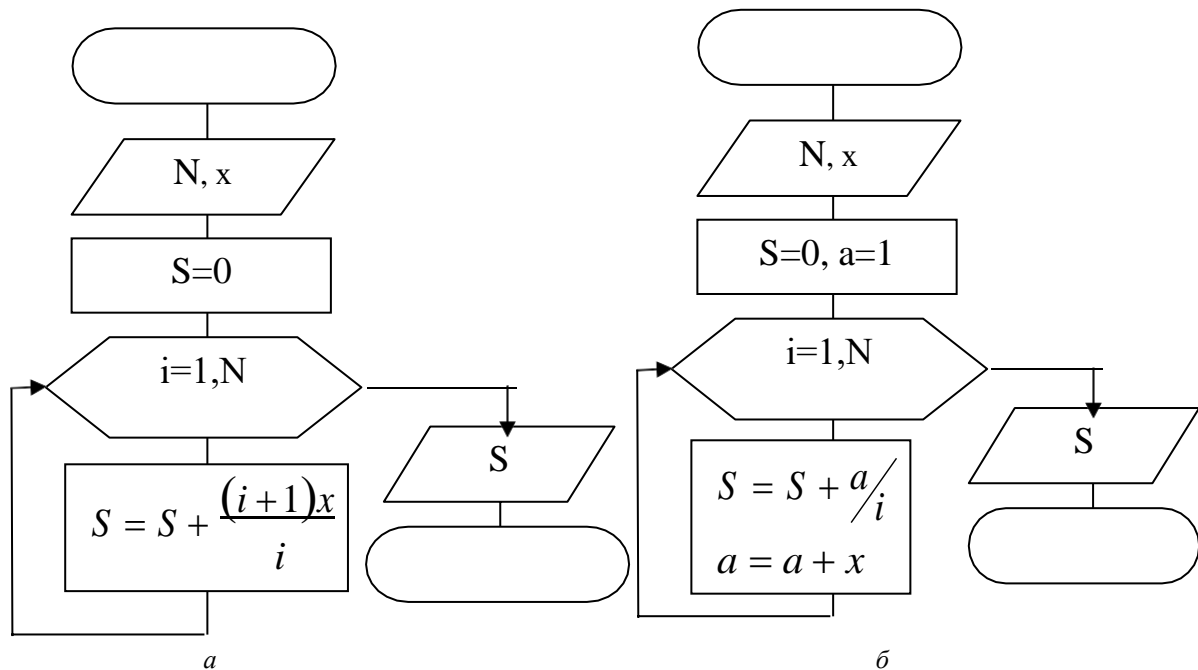 N, x
S=0
i=1,N
S = S + (i+1)x / i
S
а
N, x
S=0, a=1
i=1,N
S = S + a/i
a = a + x
S
б